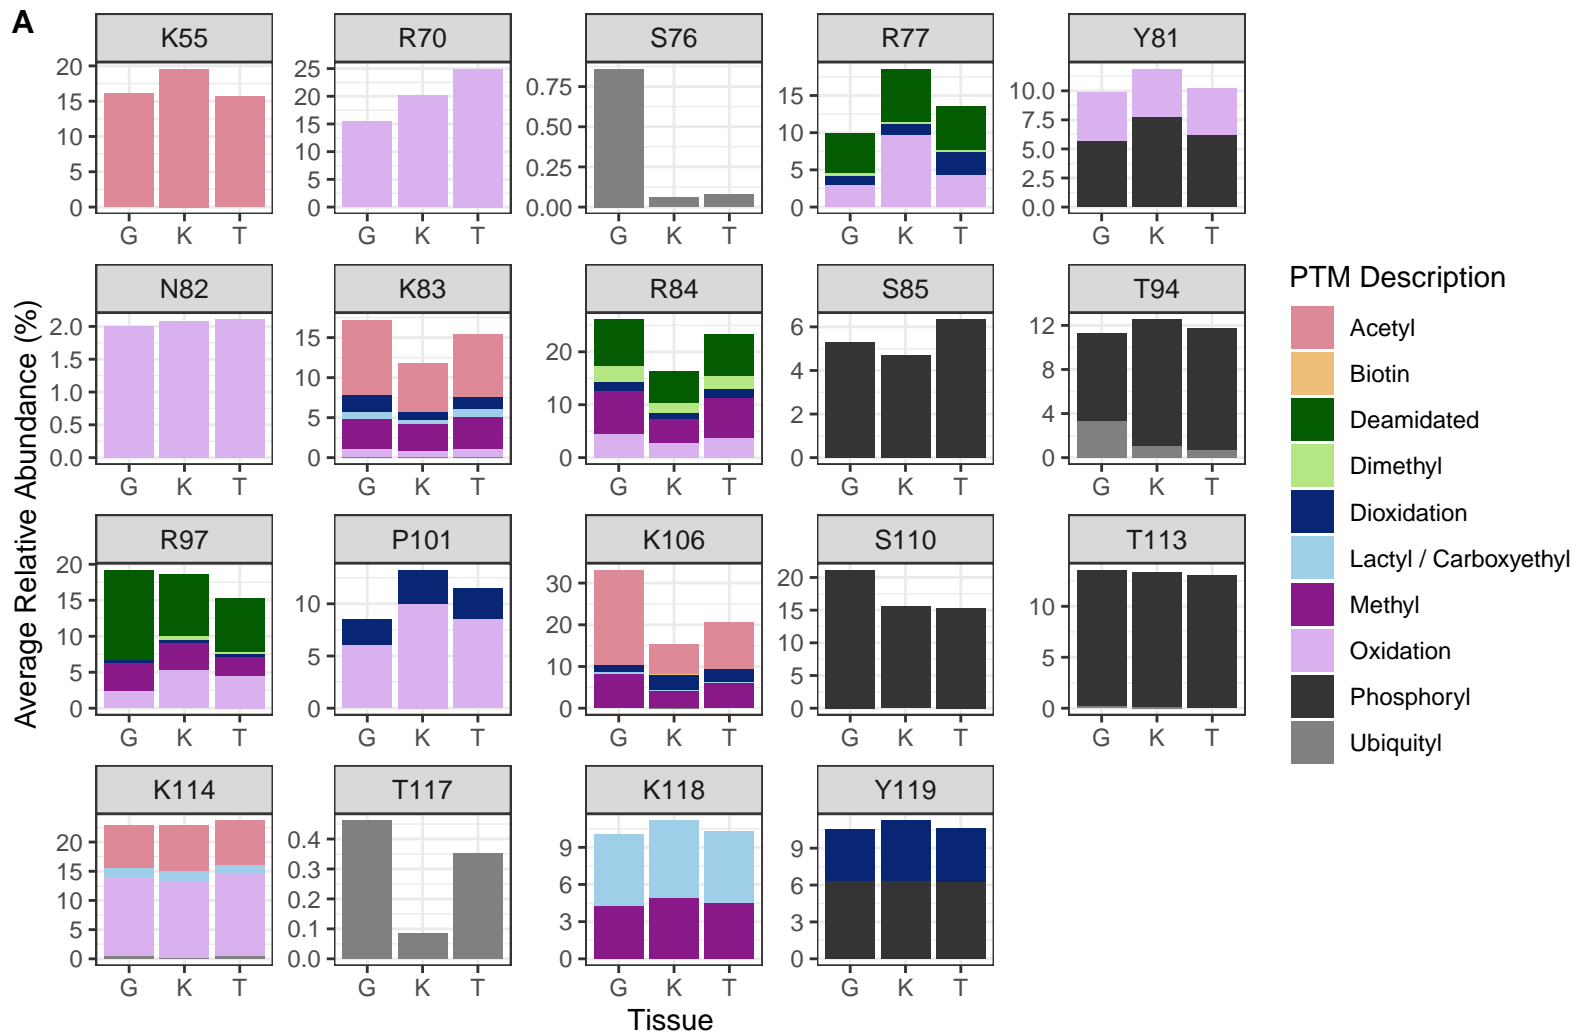 A
K55
R70
S76
R77
Y81
20
15
10
5
0
25
20
15
10
5
0
0.75
0.50
0.25
0.00
15
10
5
0
10.0
7.5
5.0
2.5
0.0
G K T
G K T
G K T
G K T
G K T
N82
K83
R84
S85
T94
2.0
1.5
1.0
0.5
0.0
15
10
5
0
20
10
0
6
4
2
0
12
8
4
0
G K T
G K T
G K T
G K T
G K T
R97
P101
K106
S110
T113
20
15
10
5
0
10
5
0
30
20
10
0
20
15
10
5
0
10
5
0
G K T
G K T
G K T
G K T
G K T
K114
T117
K118
Y119
20
15
10
5
0
0.4
0.3
0.2
0.1
0.0
9
6
3
0
9
6
3
0
G K T
G K T
G K T
G K T
Average Relative Abundance (%)
Tissue
PTM Description
Acetyl
Biotin
Deamidated
Dimethyl
Dioxidation
Lactyl / Carboxyethyl
Methyl
Oxidation
Phosphoryl
Ubiquityl